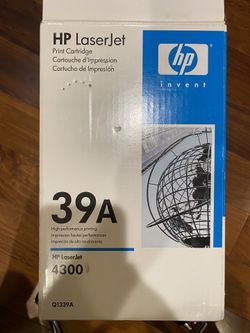 HP LaserJet
Print Cartridge
Cartouche d'Impression
Cartucho de Impresión
hp
invent
39A
High performance printing
Impression hautes performances
Impresión de alto rendimiento
HP LaserJet
4300
Q1339A